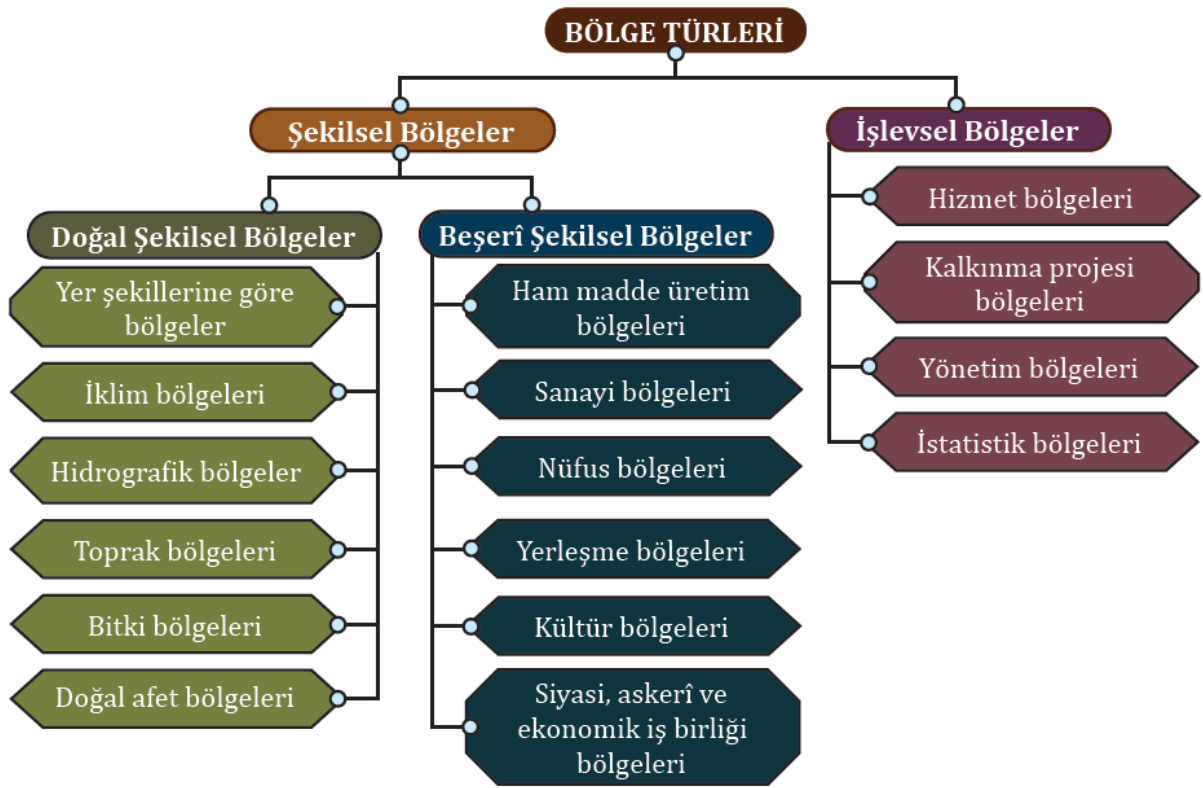 BÖLGE TÜRLERİ
Şekilsel Bölgeler
Doğal Şekilsel Bölgeler
Yer şekillerine göre
bölgeler
İklim bölgeleri
Hidrografik bölgeler
Toprak bölgeleri
Bitki bölgeleri
Doğal afet bölgeleri
Beşerî Şekilsel Bölgeler
Ham madde üretim
bölgeleri
Sanayi bölgeleri
Nüfus bölgeleri
Yerleşme bölgeleri
Kültür bölgeleri
Siyasi, askerî ve
ekonomik iş birliği
bölgeleri
İşlevsel Bölgeler
Hizmet bölgeleri
Kalkınma projesi
bölgeleri
Yönetim bölgeleri
İstatistik bölgeleri